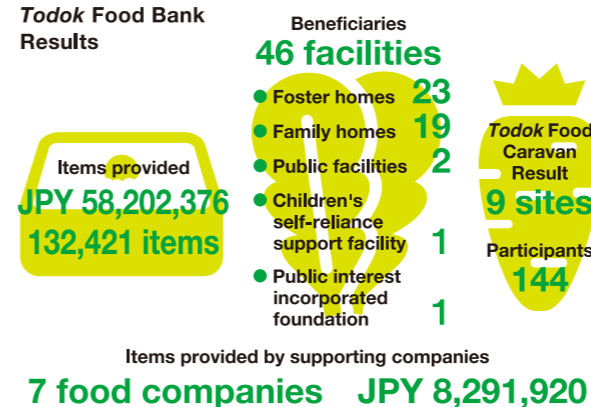 Todok Food Bank
Results
Items provided
JPY 58,202,376
132,421 items
Beneficiaries
46 facilities
● Foster homes 23
● Family homes 19
● Public facilities 2
● Children's
self-reliance
support facility 1
● Public interest
incorporated
foundation 1
Todok Food
Caravan
Result
9 sites
Participants
144
Items provided by supporting companies
7 food companies JPY 8,291,920